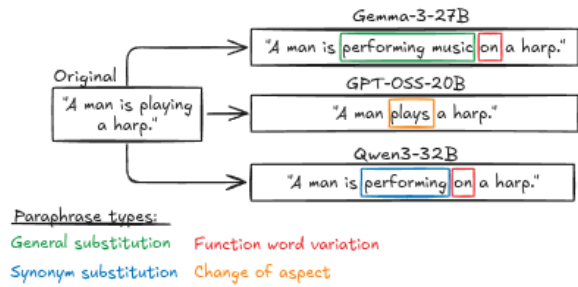 Gemma-3-27B
"A man is performing music on a harp."
Original
GPT-OSS-20B
"A man is playing
a harp."
"A man plays a harp."
Qwen3-32B
"A man is performing on a harp."
Paraphrase types:
General substitution Function word variation
Synonym substitution Change of aspect